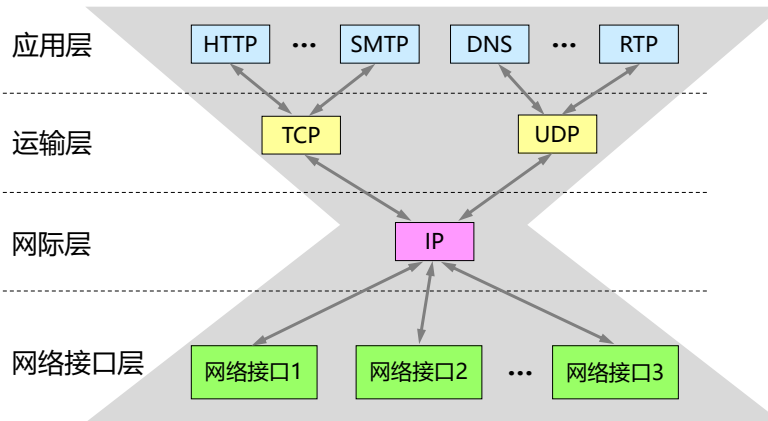 应用层 HTTP ··· SMTP DNS ··· RTP
运输层 TCP UDP
网际层 IP
网络接口层 网络接口1 网络接口2 ··· 网络接口3